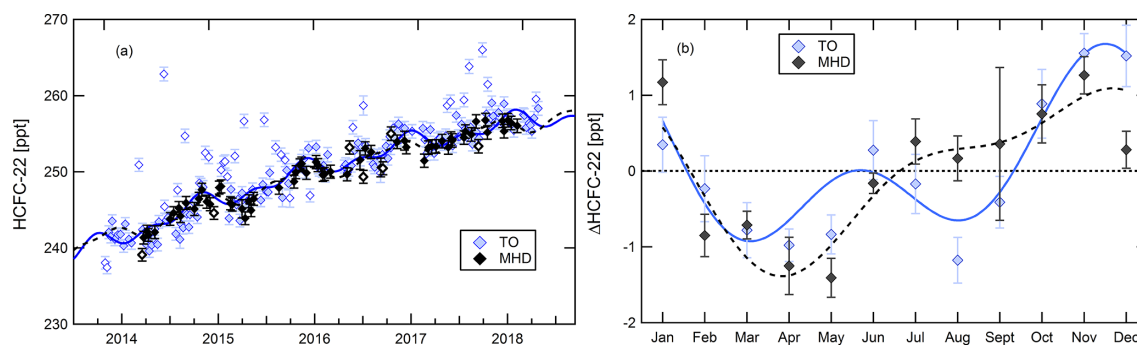 270
260
250
240
230
HCFC-22 [ppt]
(a)
TO
MHD
2014 2015 2016 2017 2018
2
1
0
-1
-2
ΔHCFC-22 [ppt]
(b)
TO
MHD
Jan Feb Mar Apr May Jun Jul Aug Sept Oct Nov Dec